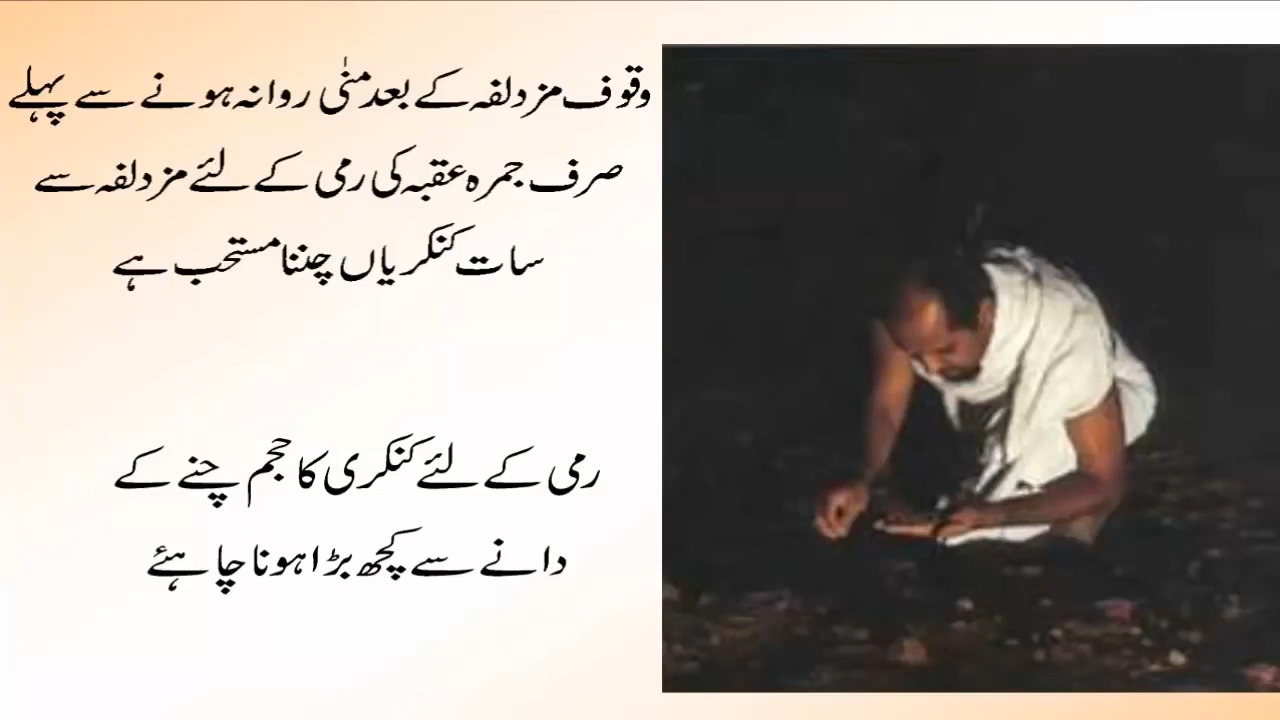 وقوف مزدلفہ کے بعد منٰی روانہ ہونے سے پہلے
صرف جمرہ عقبہ کی رمی کے لئے مزدلفہ سے
سات کنکریاں چننا مستحب ہے
رمی کے لئے کنکری کا حجم چنے کے
دانے سے کچھ بڑا ہونا چاہئے